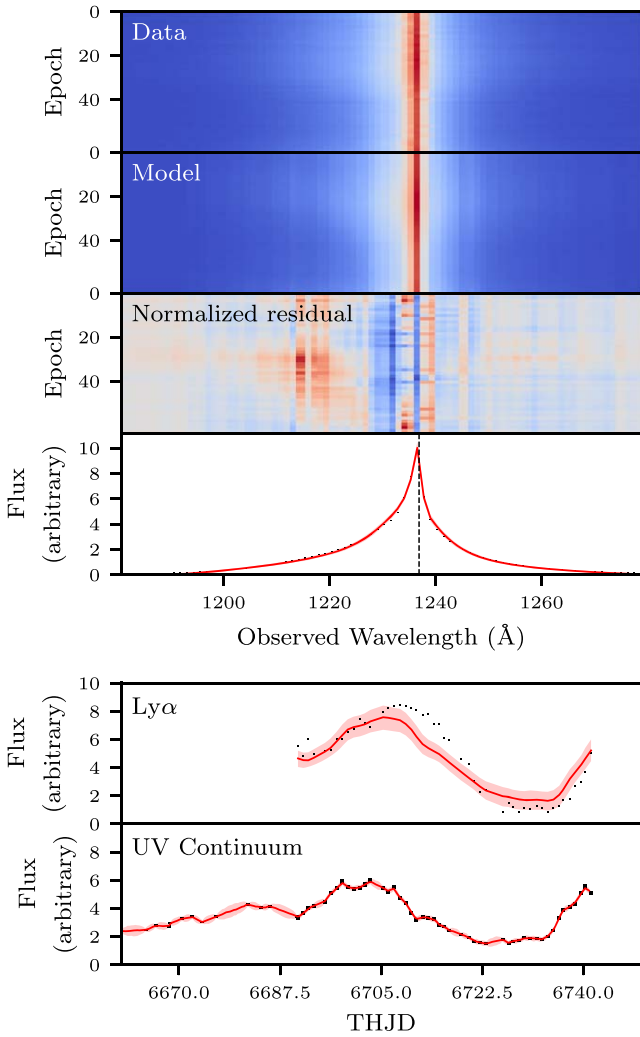 0
Data
20
40
Epoch
0
Model
20
40
Epoch
0
Normalized residual
20
40
Epoch
10
8
6
4
2
0
Flux
(arbitrary)
1200 1220 1240 1260
Observed Wavelength (Å)
10
Lyα
8
6
4
2
0
Flux
(arbitrary)
UV Continuum
8
6
4
2
0
Flux
(arbitrary)
6670.0 6687.5 6705.0 6722.5 6740.0
THJD